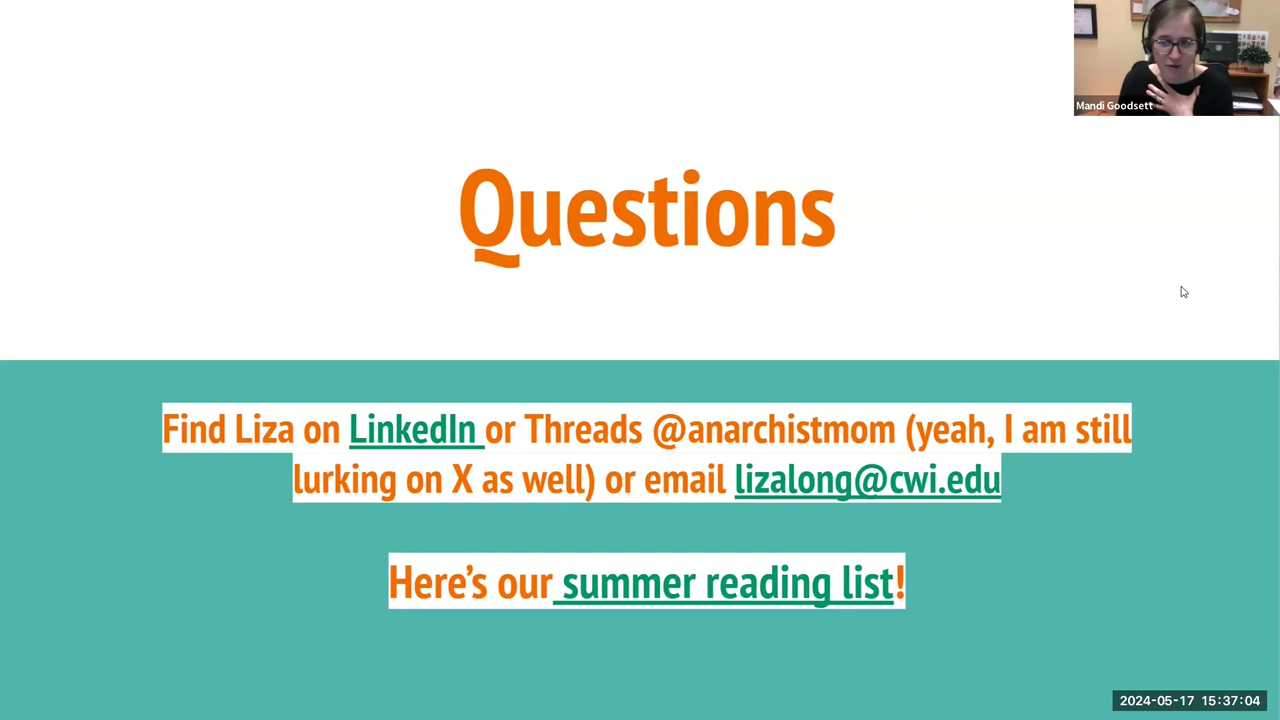 Mandi Goodsett
Questions
Find Liza on LinkedIn or Threads @anarchistmom (yeah, I am still
lurking on X as well) or email lizalong@cwi.edu
Here’s our summer reading list!
2024-05-17 15:37:04